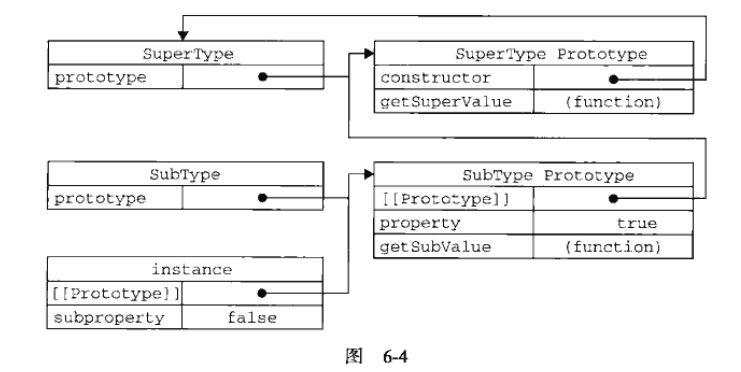 SuperType
prototype
SuperType Prototype
constructor
getSuperValue (function)
SubType
prototype
SubType Prototype
[[Prototype]]
property true
getSubValue (function)
instance
[[Prototype]]
subproperty false
图 6-4